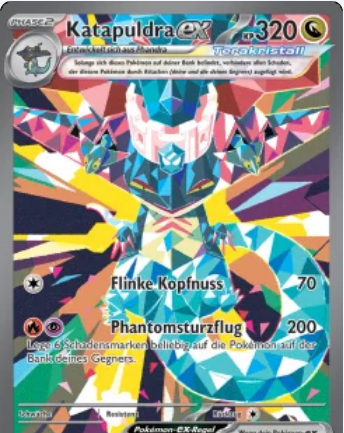 PHASE 2 Katapuldra ex KP 320
Entwickelt sich aus Phandra Terakristall
Solange sich dieses Pokémon auf deiner Bank befindet, verhindere allen Schaden,
der diesem Pokémon durch Attacken (deine und die deines Gegners) zugefügt wird.
Flinke Kopfnuss 70
Phantomsturzflug 200
Lege 6 Schadensmarken beliebig auf die Pokémon auf der
Bank deines Gegners.
Schwäche Resistenz Rückzug
Pokémon-ex-Regel